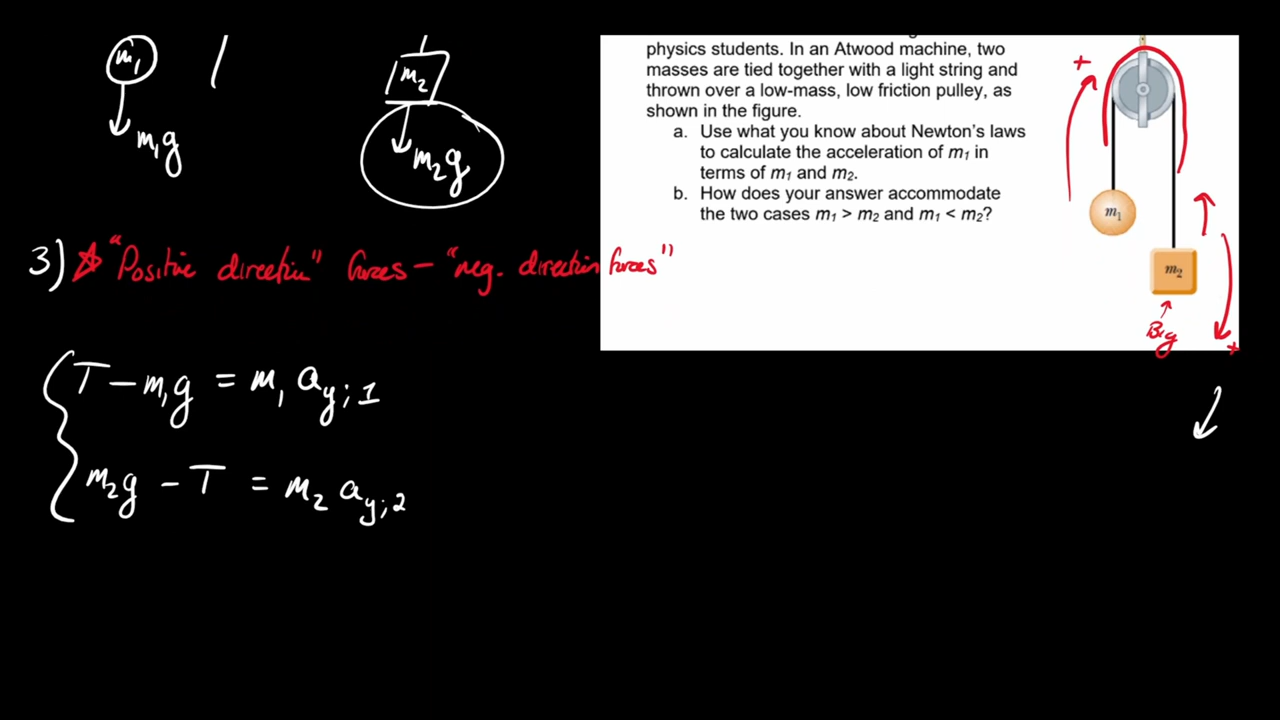 m₁
m₁g
m₂
m₂g
physics students. In an Atwood machine, two
masses are tied together with a light string and
thrown over a low-mass, low friction pulley, as
shown in the figure.
a. Use what you know about Newton's laws
to calculate the acceleration of m₁ in
terms of m₁ and m₂.
b. How does your answer accommodate
the two cases m₁ > m₂ and m₁ < m₂?
+
m₁
m₂
Big
+
3) "Positive direction" forces - "neg. direction forces"
T - m₁g = m₁ a_y;1
m₂g - T = m₂ a_y;2